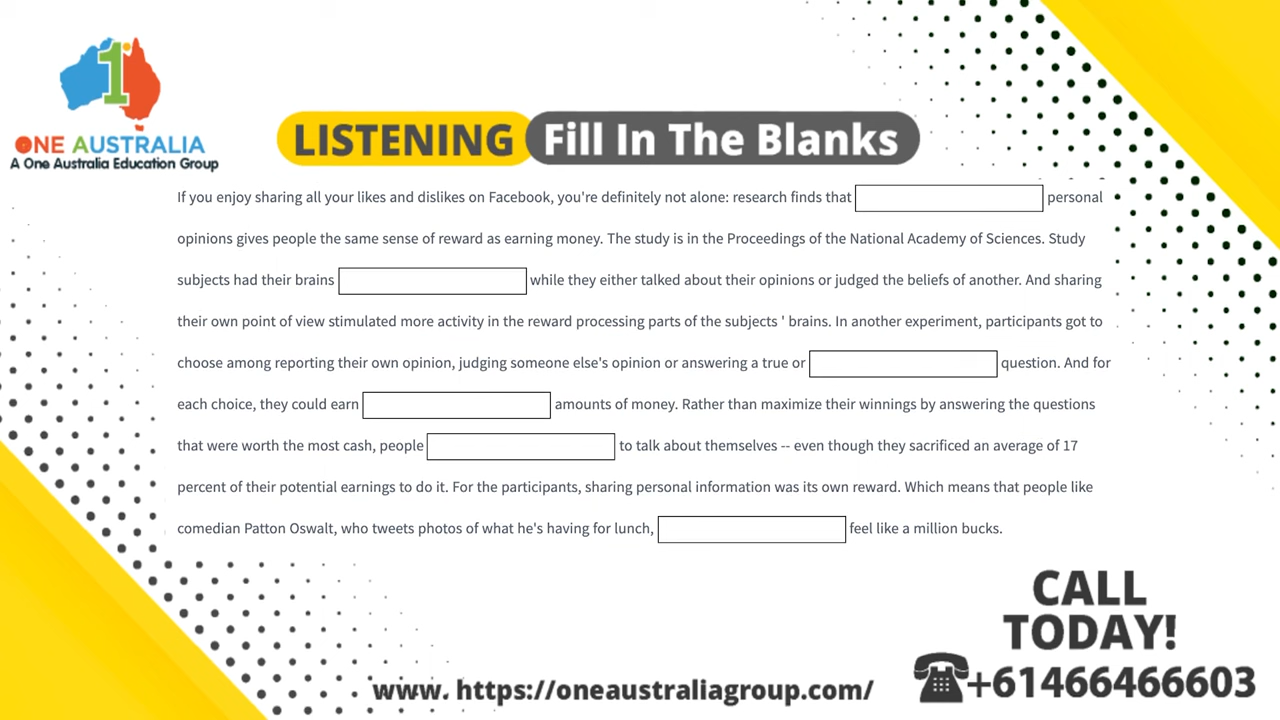 1
ONE AUSTRALIA
A One Australia Education Group
LISTENING Fill In The Blanks
If you enjoy sharing all your likes and dislikes on Facebook, you're definitely not alone: research finds that personal
opinions gives people the same sense of reward as earning money. The study is in the Proceedings of the National Academy of Sciences. Study
subjects had their brains while they either talked about their opinions or judged the beliefs of another. And sharing
their own point of view stimulated more activity in the reward processing parts of the subjects ' brains. In another experiment, participants got to
choose among reporting their own opinion, judging someone else's opinion or answering a true or question. And for
each choice, they could earn amounts of money. Rather than maximize their winnings by answering the questions
that were worth the most cash, people to talk about themselves -- even though they sacrificed an average of 17
percent of their potential earnings to do it. For the participants, sharing personal information was its own reward. Which means that people like
comedian Patton Oswalt, who tweets photos of what he's having for lunch, feel like a million bucks.
CALL
TODAY!
+61466466603
www. https://oneaustraliagroup.com/